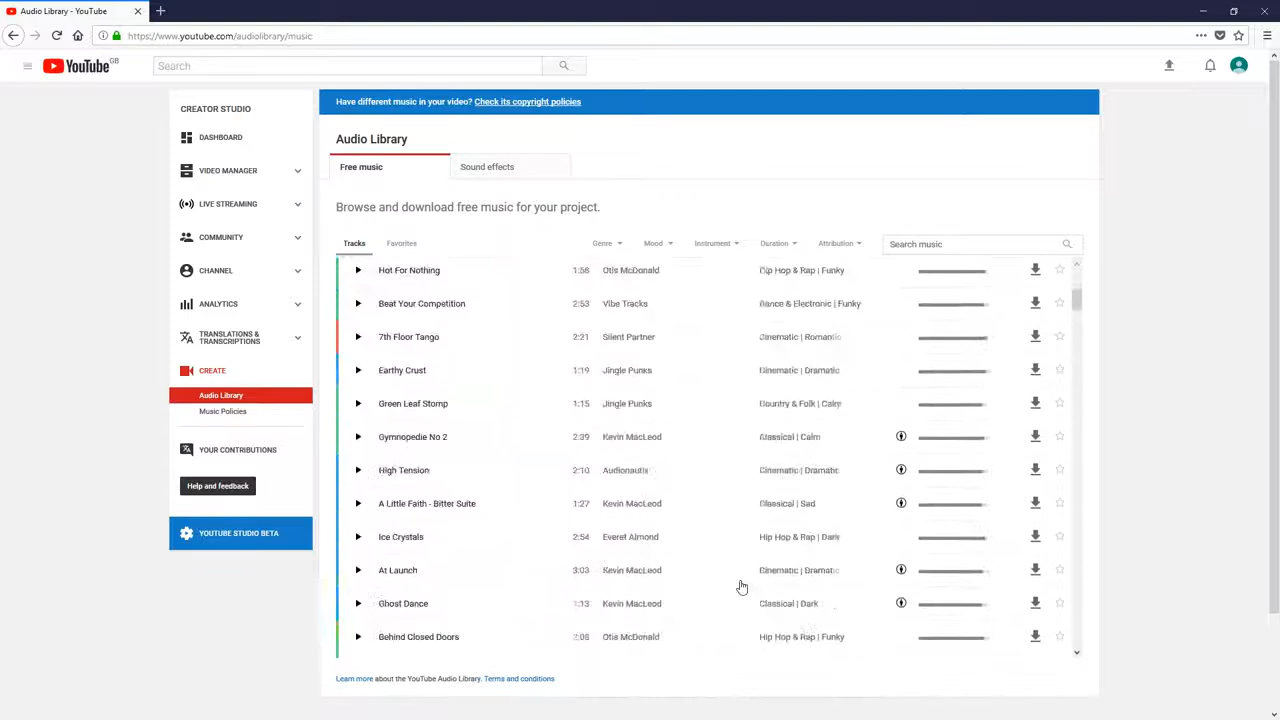 Audio Library - YouTube
https://www.youtube.com/audiolibrary/music
YouTube GB
Search
CREATOR STUDIO
DASHBOARD
VIDEO MANAGER
LIVE STREAMING
COMMUNITY
CHANNEL
ANALYTICS
TRANSLATIONS &
TRANSCRIPTIONS
CREATE
Audio Library
Music Policies
YOUR CONTRIBUTIONS
Help and feedback
YOUTUBE STUDIO BETA
Have different music in your video? Check its copyright policies
Audio Library
Free music Sound effects
Browse and download free music for your project.
Tracks Favorites Genre Mood Instrument Duration Attribution Search music
Hot For Nothing 1:58 Otis McDonald Hip Hop & Rap | Funky
Beat Your Competition 2:53 Vibe Tracks Dance & Electronic | Funky
7th Floor Tango 2:21 Silent Partner Cinematic | Romantic
Earthy Crust 1:19 Jingle Punks Cinematic | Dramatic
Green Leaf Stomp 1:15 Jingle Punks Country & Folk | Calm
Gymnopedie No 2 2:39 Kevin MacLeod Classical | Calm
High Tension 2:10 Audionautix Cinematic | Dramatic
A Little Faith - Bitter Suite 1:27 Kevin MacLeod Classical | Sad
Ice Crystals 2:54 Everet Almond Hip Hop & Rap | Dark
At Launch 3:03 Kevin MacLeod Cinematic | Dramatic
Ghost Dance 1:13 Kevin MacLeod Classical | Dark
Behind Closed Doors 2:08 Otis McDonald Hip Hop & Rap | Funky
Learn more about the YouTube Audio Library. Terms and conditions